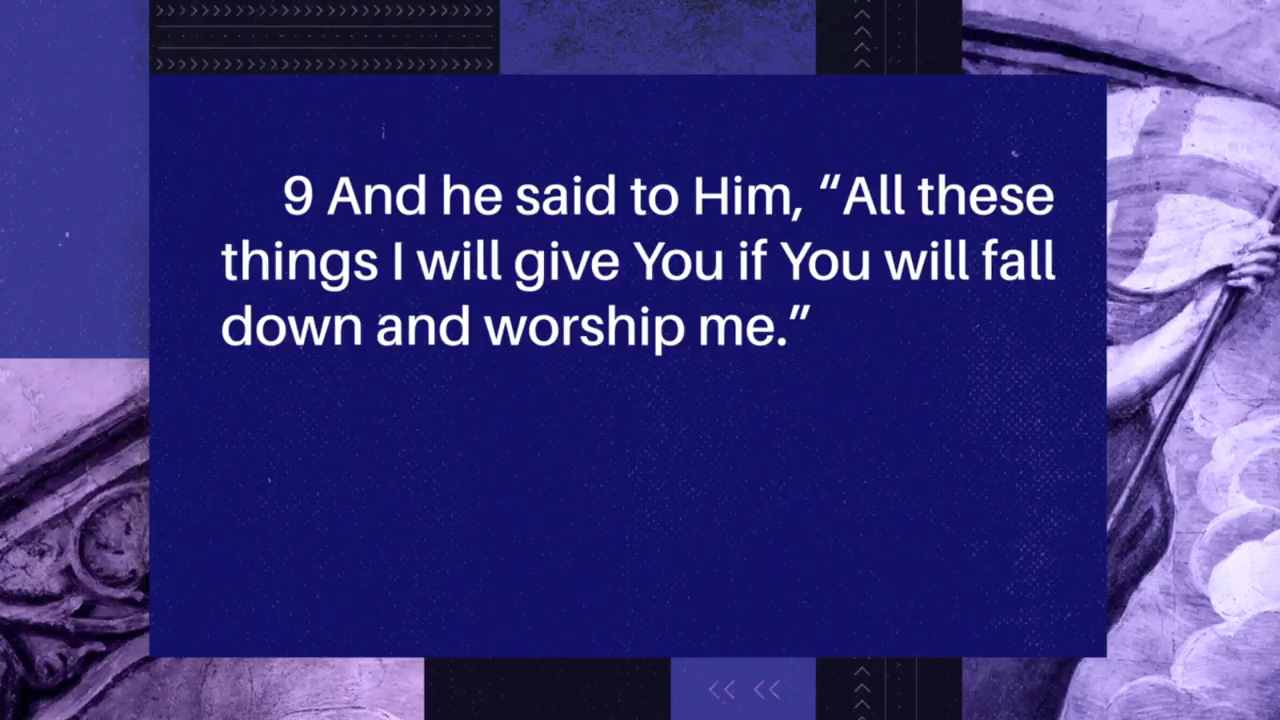 9 And he said to Him, “All these
things I will give You if You will fall
down and worship me.”